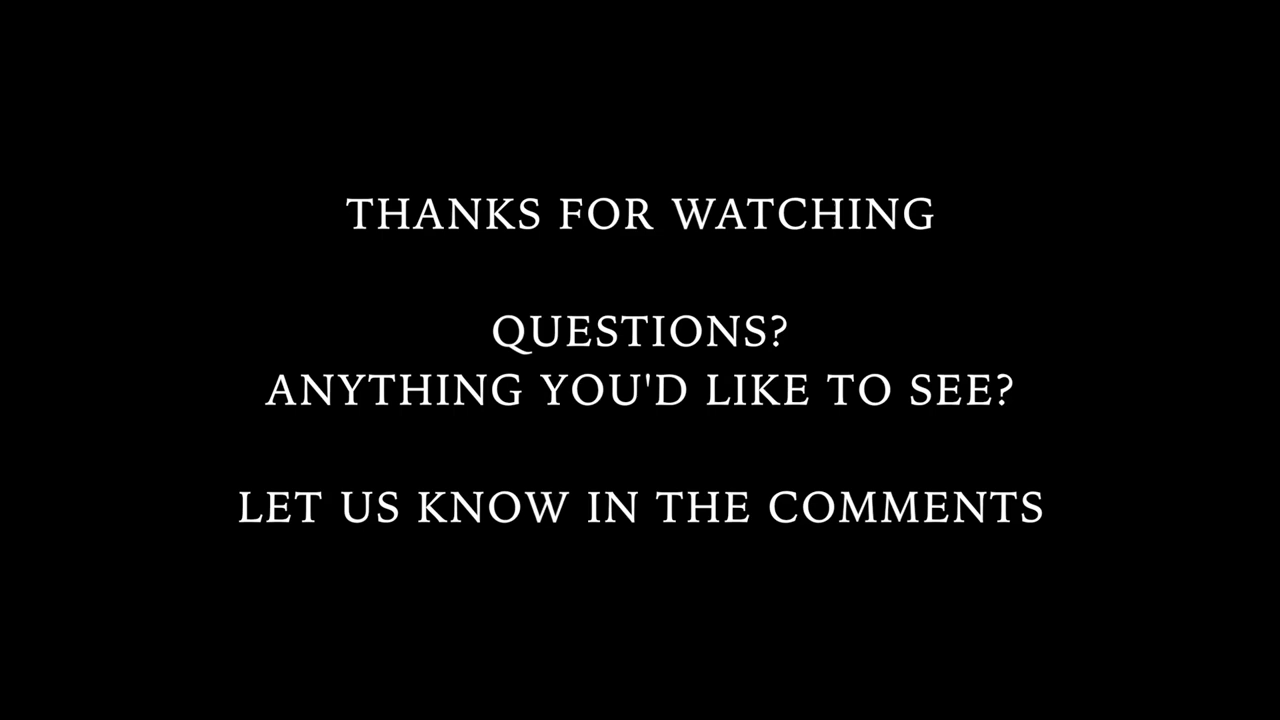 THANKS FOR WATCHING
QUESTIONS?
ANYTHING YOU'D LIKE TO SEE?
LET US KNOW IN THE COMMENTS